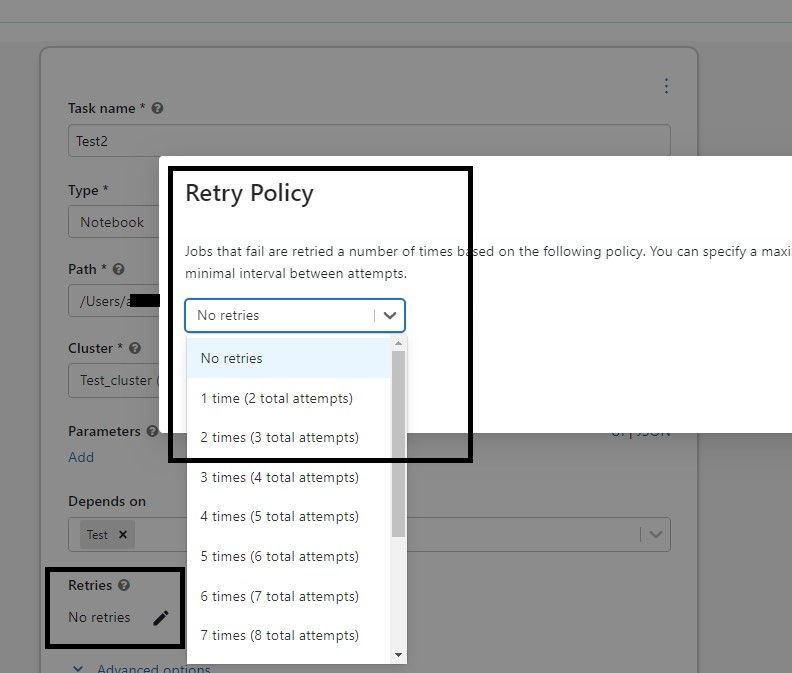 Task name *
Test2
Type *
Notebook
Path *
/Users/
Cluster *
Test_cluster (
Parameters
Add
Depends on
Test
Retries
No retries
Advanced options
Retry Policy
Jobs that fail are retried a number of times based on the following policy. You can specify a maxi
minimal interval between attempts.
No retries
No retries
1 time (2 total attempts)
2 times (3 total attempts)
3 times (4 total attempts)
4 times (5 total attempts)
5 times (6 total attempts)
6 times (7 total attempts)
7 times (8 total attempts)